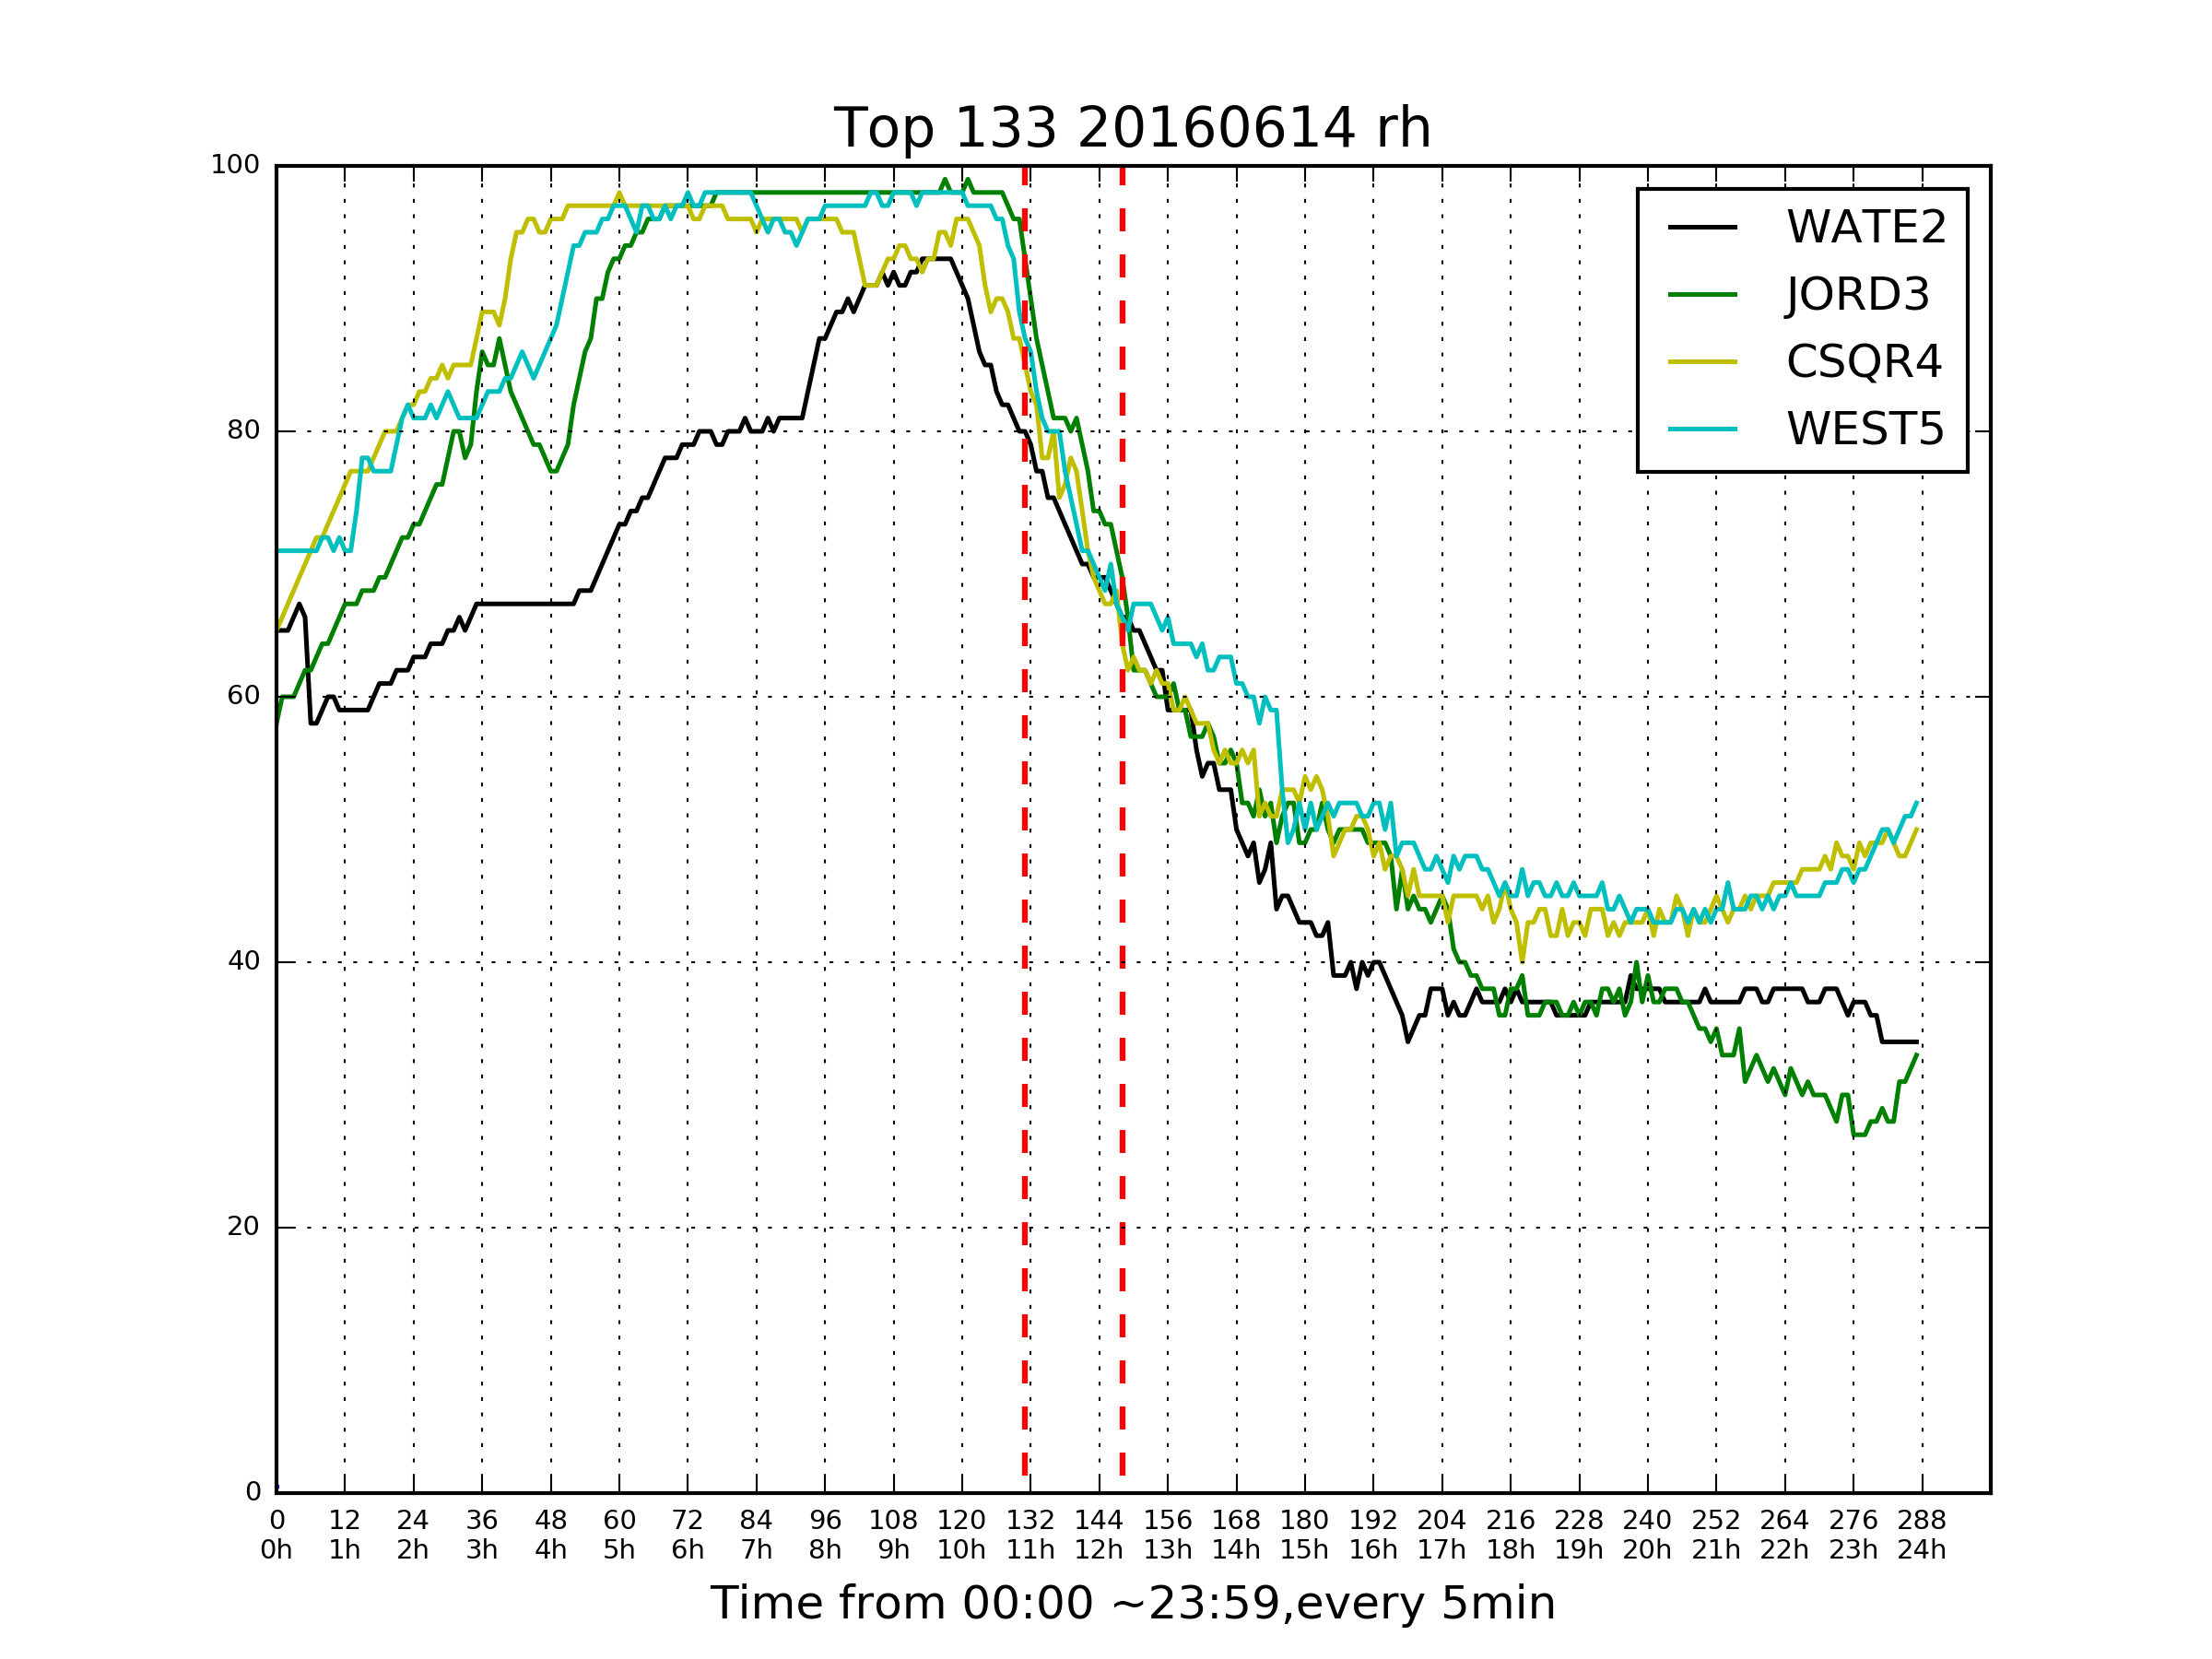 Top 133 20160614 rh
100
80
60
40
20
0
WATE2
JORD3
CSQR4
WEST5
0 12 24 36 48 60 72 84 96 108 120 132 144 156 168 180 192 204 216 228 240 252 264 276 288
0h 1h 2h 3h 4h 5h 6h 7h 8h 9h 10h 11h 12h 13h 14h 15h 16h 17h 18h 19h 20h 21h 22h 23h 24h
Time from 00:00 ~23:59,every 5min